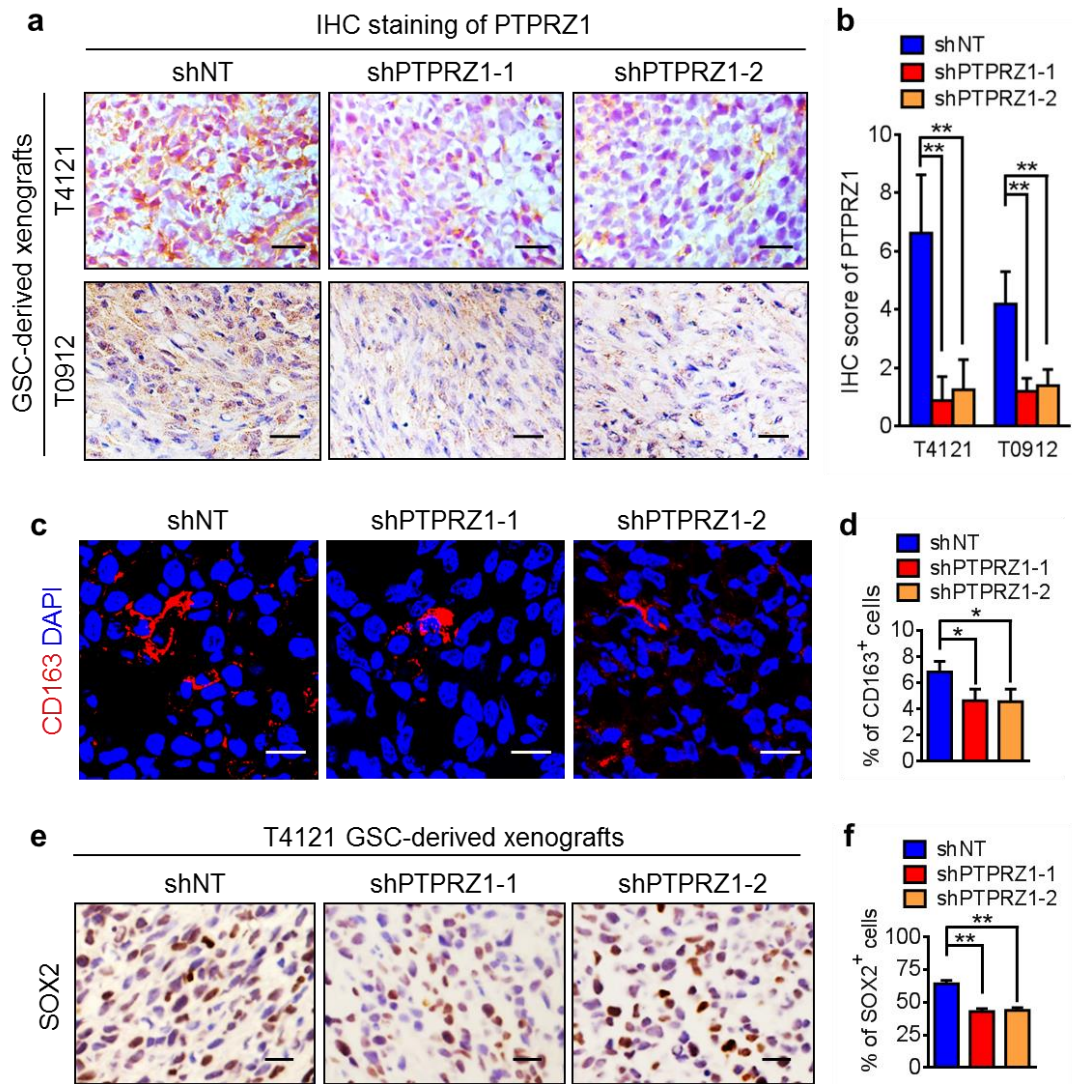 a
IHC staining of PTPRZ1
shNT shPTPRZ1-1 shPTPRZ1-2
GSC-derived xenografts
T4121
T0912
b
shNT
shPTPRZ1-1
shPTPRZ1-2
IHC score of PTPRZ1
10
8
6
4
2
0
** ** ** **
T4121 T0912
c
shNT shPTPRZ1-1 shPTPRZ1-2
CD163 DAPI
d
shNT
shPTPRZ1-1
shPTPRZ1-2
% of CD163+ cells
10
8
6
4
2
0
* *
e
T4121 GSC-derived xenografts
shNT shPTPRZ1-1 shPTPRZ1-2
SOX2
f
shNT
shPTPRZ1-1
shPTPRZ1-2
% of SOX2+ cells
100
75
50
25
0
** **